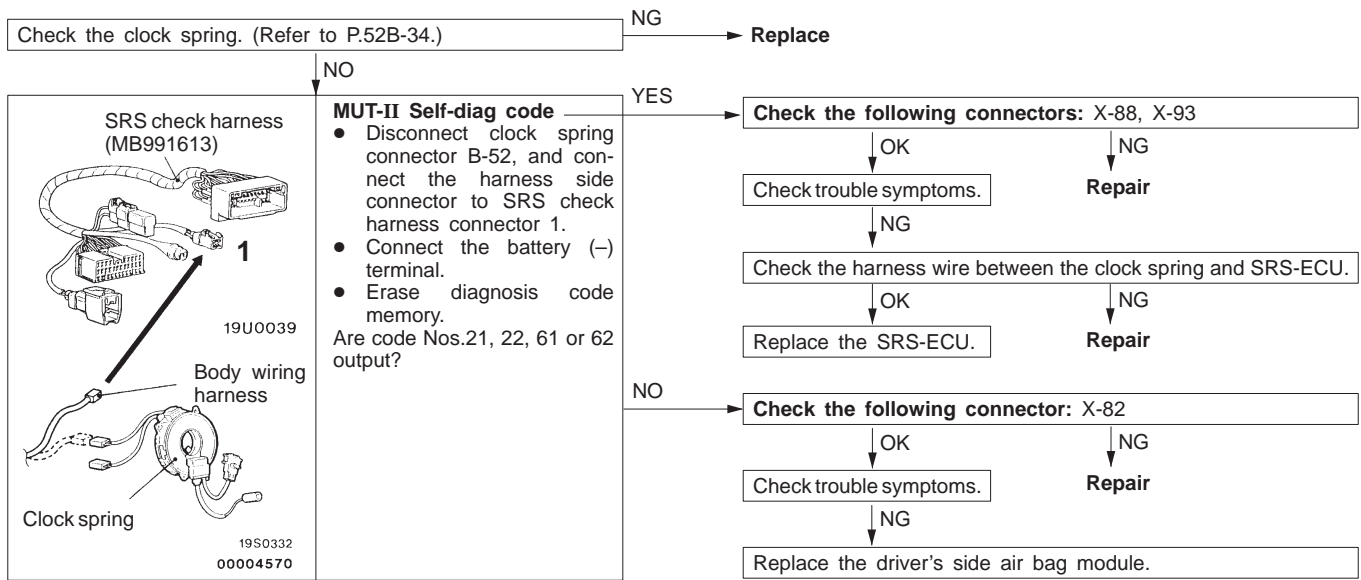 Check the clock spring. (Refer to P.52B-34.)
NG
Replace
NO
SRS check harness
(MB991613)
1
19U0039
Body wiring
harness
Clock spring
19S0332
00004570
MUT-II Self-diag code
● Disconnect clock spring
connector B-52, and con-
nect the harness side
connector to SRS check
harness connector 1.
● Connect the battery (–)
terminal.
● Erase diagnosis code
memory.
Are code Nos.21, 22, 61 or 62
output?
YES
Check the following connectors: X-88, X-93
OK
NG
Check trouble symptoms.
Repair
NG
Check the harness wire between the clock spring and SRS-ECU.
OK
NG
Replace the SRS-ECU.
Repair
NO
Check the following connector: X-82
OK
NG
Check trouble symptoms.
Repair
NG
Replace the driver's side air bag module.